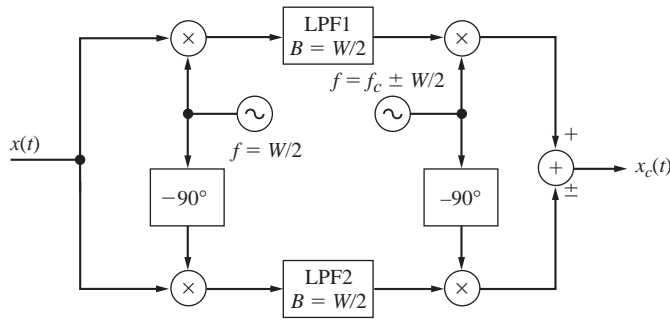 LPF1
B = W/2
×
×
f = f_c ± W/2
x(t)
f = W/2
−90°
–90°
+
+
±
x_c(t)
×
LPF2
B = W/2
×